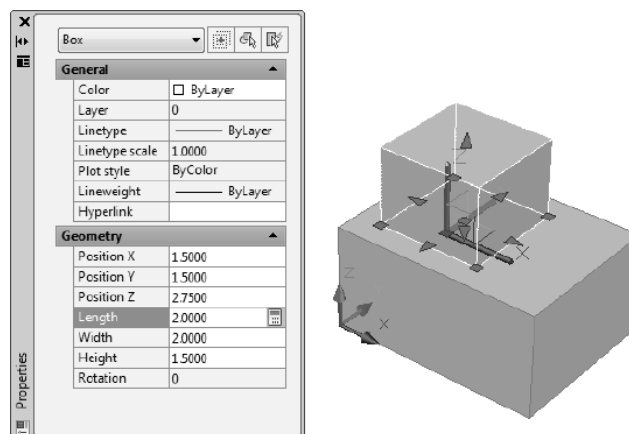 Box
General
Color ByLayer
Layer 0
Linetype ByLayer
Linetype scale 1.0000
Plot style ByColor
Lineweight ByLayer
Hyperlink
Geometry
Position X 1.5000
Position Y 1.5000
Position Z 2.7500
Length 2.0000
Width 2.0000
Height 1.5000
Rotation 0
Properties
Z
X
Z
X